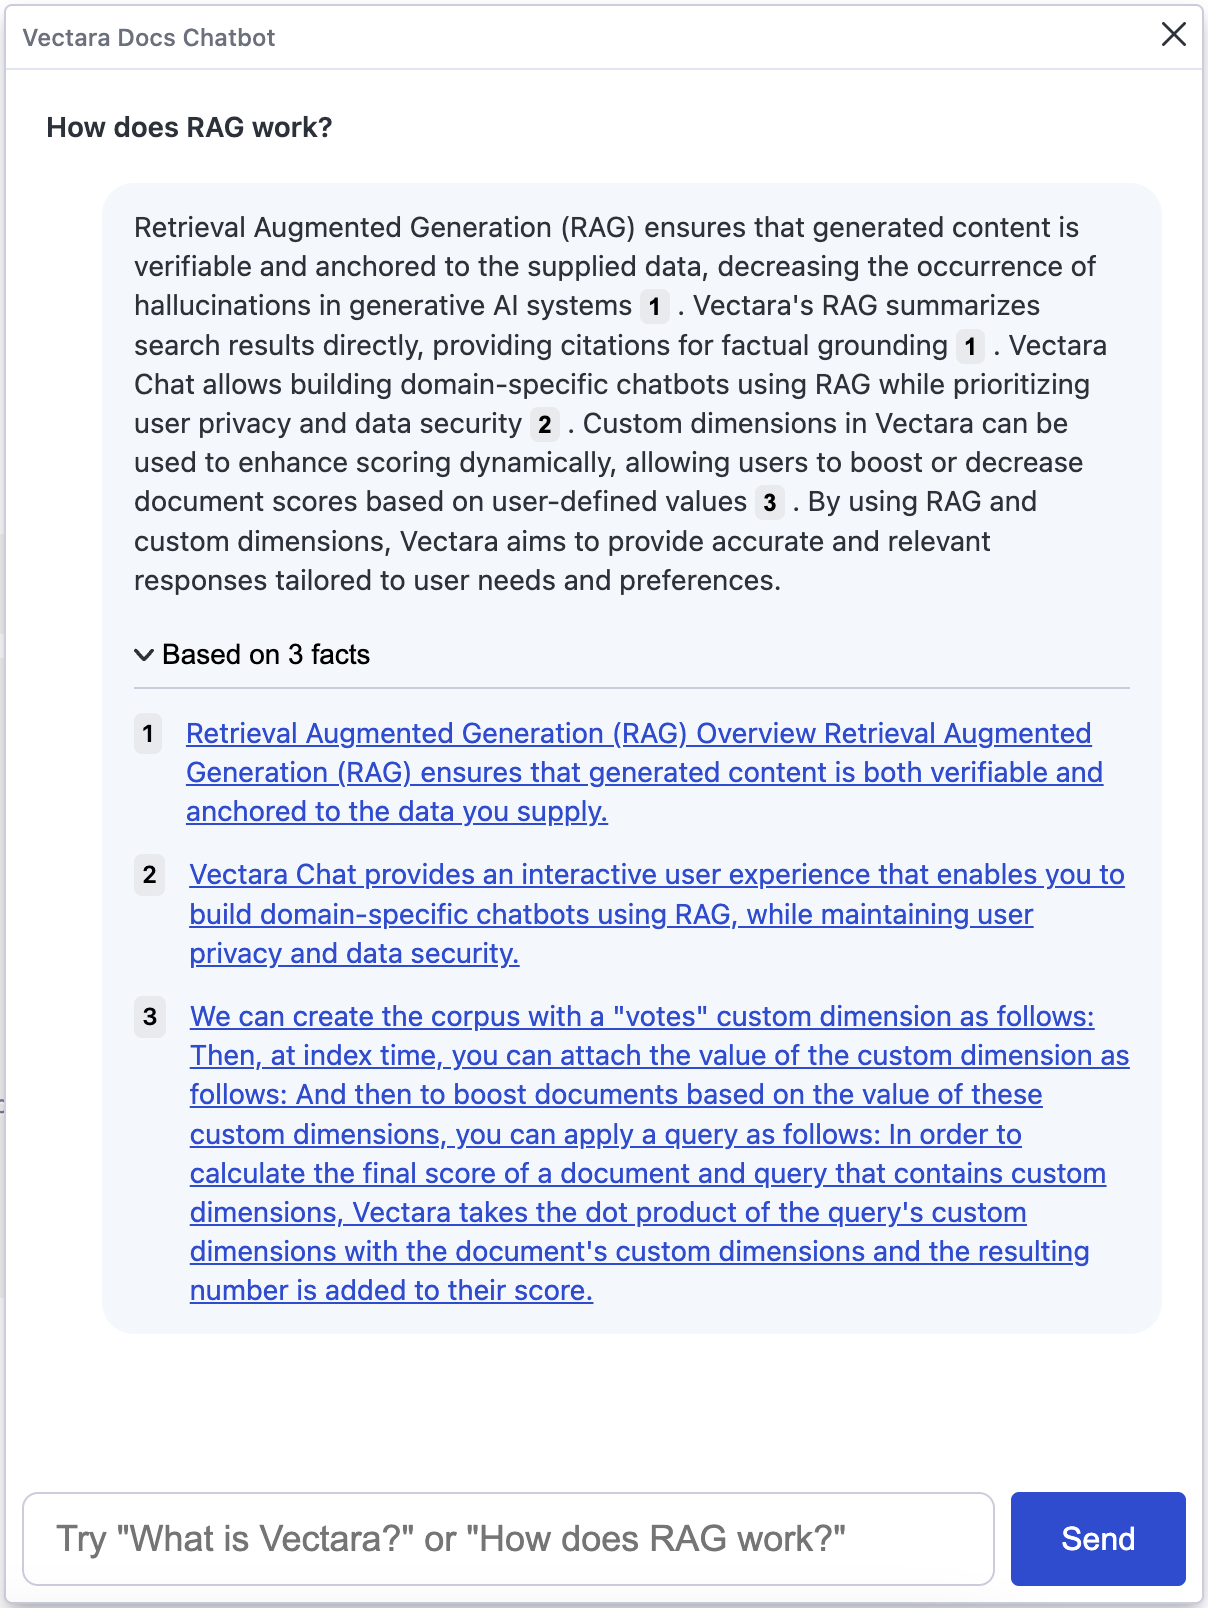 Vectara Docs Chatbot
How does RAG work?
Retrieval Augmented Generation (RAG) ensures that generated content is
verifiable and anchored to the supplied data, decreasing the occurrence of
hallucinations in generative AI systems 1 . Vectara's RAG summarizes
search results directly, providing citations for factual grounding 1 . Vectara
Chat allows building domain-specific chatbots using RAG while prioritizing
user privacy and data security 2 . Custom dimensions in Vectara can be
used to enhance scoring dynamically, allowing users to boost or decrease
document scores based on user-defined values 3 . By using RAG and
custom dimensions, Vectara aims to provide accurate and relevant
responses tailored to user needs and preferences.
Based on 3 facts
1 Retrieval Augmented Generation (RAG) Overview Retrieval Augmented
Generation (RAG) ensures that generated content is both verifiable and
anchored to the data you supply.
2 Vectara Chat provides an interactive user experience that enables you to
build domain-specific chatbots using RAG, while maintaining user
privacy and data security.
3 We can create the corpus with a "votes" custom dimension as follows:
Then, at index time, you can attach the value of the custom dimension as
follows: And then to boost documents based on the value of these
custom dimensions, you can apply a query as follows: In order to
calculate the final score of a document and query that contains custom
dimensions, Vectara takes the dot product of the query's custom
dimensions with the document's custom dimensions and the resulting
number is added to their score.
Try "What is Vectara?" or "How does RAG work?"
Send